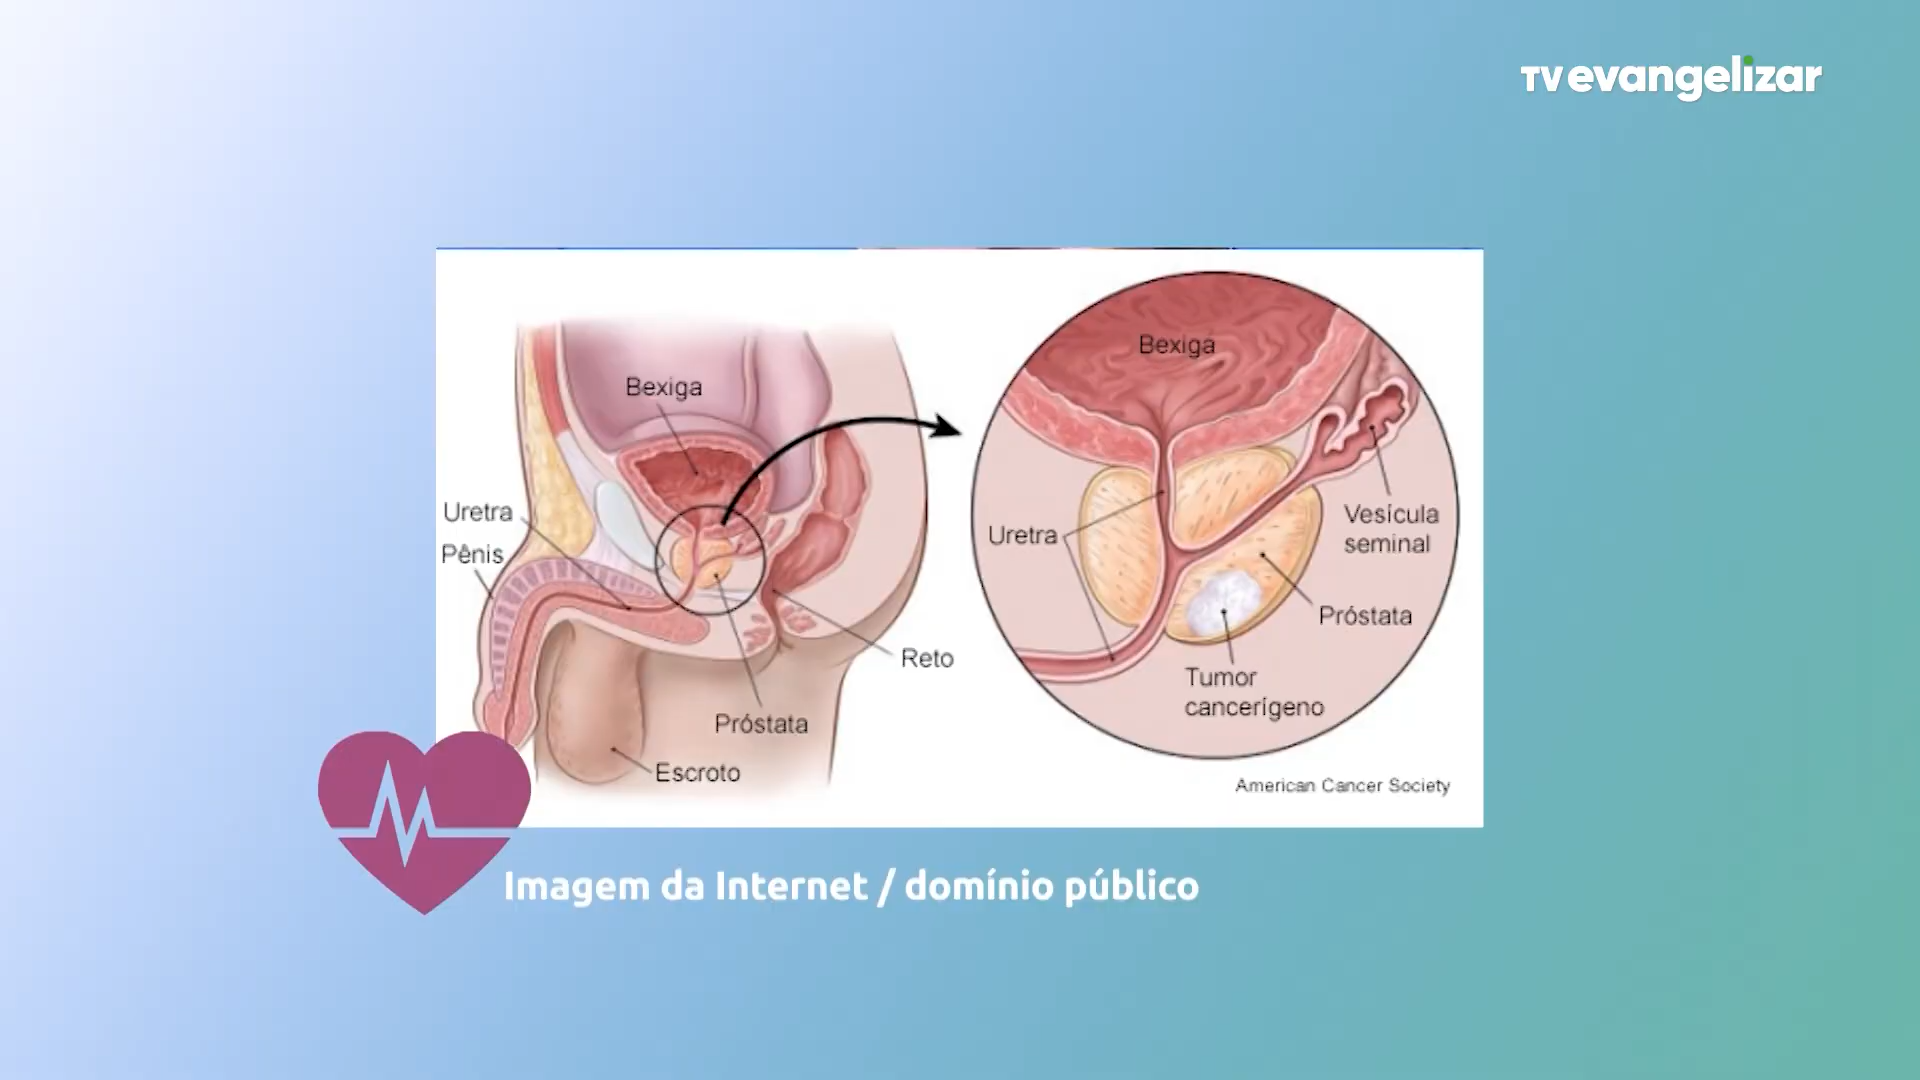 TV evangelizar
Bexiga
Uretra
Pênis
Reto
Próstata
Escroto
Bexiga
Uretra
Vesícula
seminal
Próstata
Tumor
cancerígeno
American Cancer Society
Imagem da Internet / domínio público